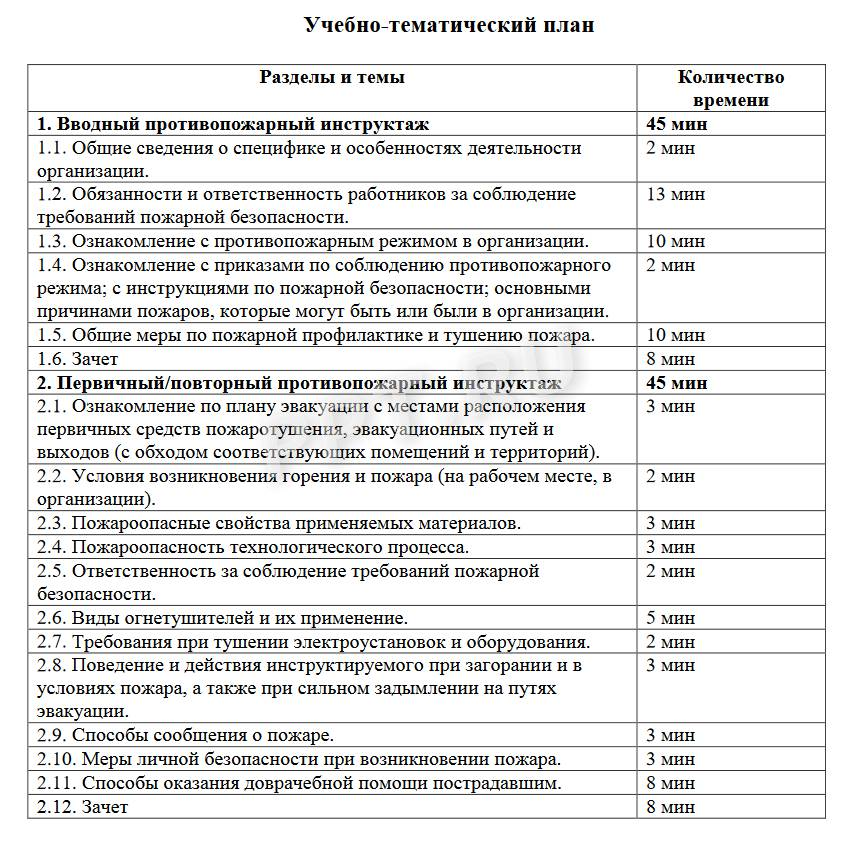 Учебно-тематический план
Разделы и темы
Количество
времени
1. Вводный противопожарный инструктаж
45 мин
1.1. Общие сведения о специфике и особенностях деятельности
организации.
2 мин
1.2. Обязанности и ответственность работников за соблюдение
требований пожарной безопасности.
13 мин
1.3. Ознакомление с противопожарным режимом в организации.
10 мин
1.4. Ознакомление с приказами по соблюдению противопожарного
режима; с инструкциями по пожарной безопасности; основными
причинами пожаров, которые могут быть или были в организации.
2 мин
1.5. Общие меры по пожарной профилактике и тушению пожара.
10 мин
1.6. Зачет
8 мин
2. Первичный/повторный противопожарный инструктаж
45 мин
2.1. Ознакомление по плану эвакуации с местами расположения
первичных средств пожаротушения, эвакуационных путей и
выходов (с обходом соответствующих помещений и территорий).
3 мин
2.2. Условия возникновения горения и пожара (на рабочем месте, в
организации).
2 мин
2.3. Пожароопасные свойства применяемых материалов.
3 мин
2.4. Пожароопасность технологического процесса.
3 мин
2.5. Ответственность за соблюдение требований пожарной
безопасности.
2 мин
2.6. Виды огнетушителей и их применение.
5 мин
2.7. Требования при тушении электроустановок и оборудования.
2 мин
2.8. Поведение и действия инструктируемого при загорании и в
условиях пожара, а также при сильном задымлении на путях
эвакуации.
3 мин
2.9. Способы сообщения о пожаре.
3 мин
2.10. Меры личной безопасности при возникновении пожара.
3 мин
2.11. Способы оказания доврачебной помощи пострадавшим.
8 мин
2.12. Зачет
8 мин
PPT.RU